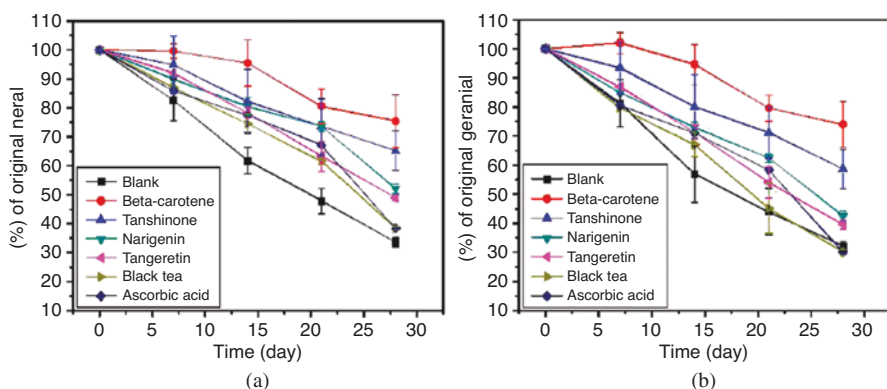 110
100
90
80
70
60
50
40
30
20
10
(%) of original neral
Blank
Beta-carotene
Tanshinone
Narigenin
Tangeretin
Black tea
Ascorbic acid
0 5 10 15 20 25 30
Time (day)
(a)
110
100
90
80
70
60
50
40
30
20
10
(%) of original geranial
Blank
Beta-carotene
Tanshinone
Narigenin
Tangeretin
Black tea
Ascorbic acid
0 5 10 15 20 25 30
Time (day)
(b)